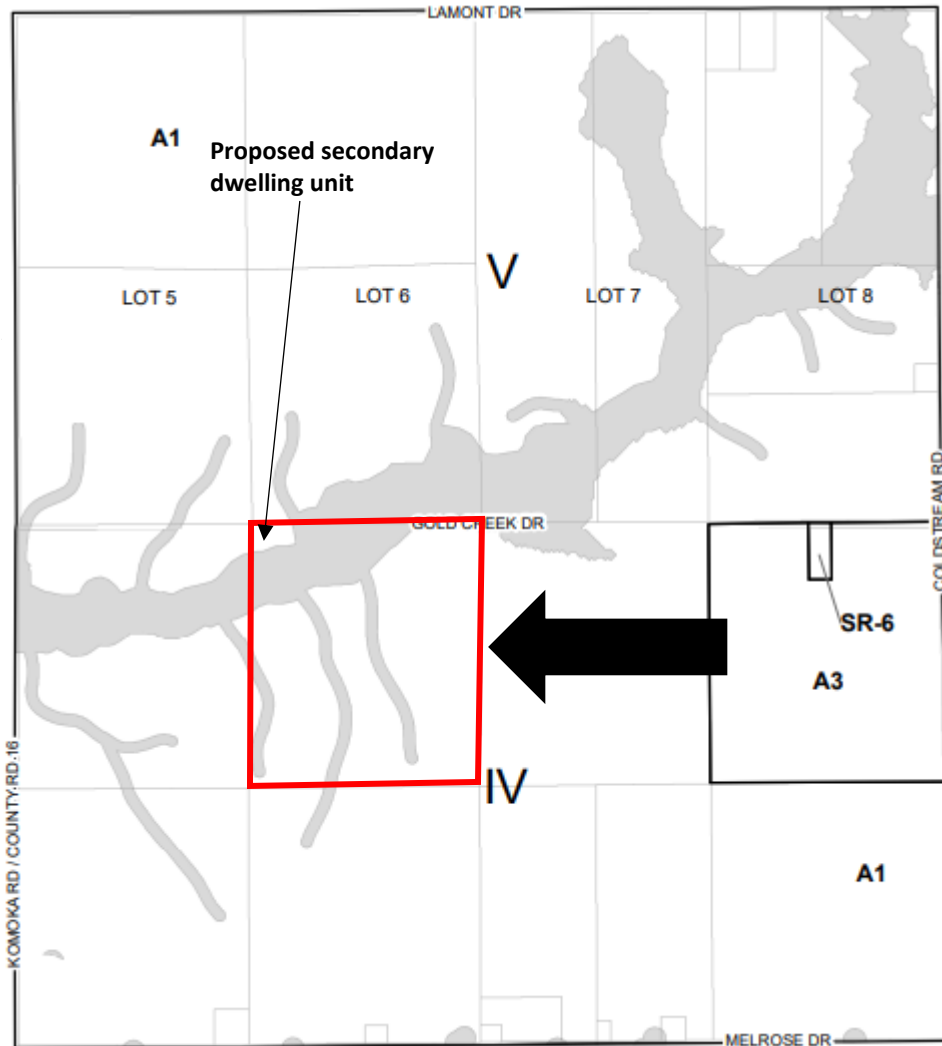 LAMONT DR
A1
Proposed secondary
dwelling unit
V
LOT 5
LOT 6
LOT 7
LOT 8
GOLD CREEK DR
COLDSTREAM RD
SR-6
A3
IV
KOMOKA RD / COUNTY RD 16
A1
MELROSE DR